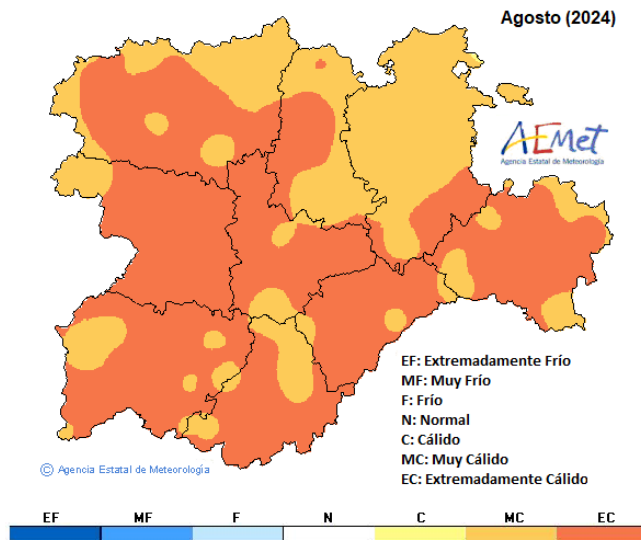 Agosto (2024)
AEmet
Agencia Estatal de Meteorología
EF: Extremadamente Frío
MF: Muy Frío
F: Frío
N: Normal
C: Cálido
MC: Muy Cálido
EC: Extremadamente Cálido
© Agencia Estatal de Meteorología
EF MF F N C MC EC